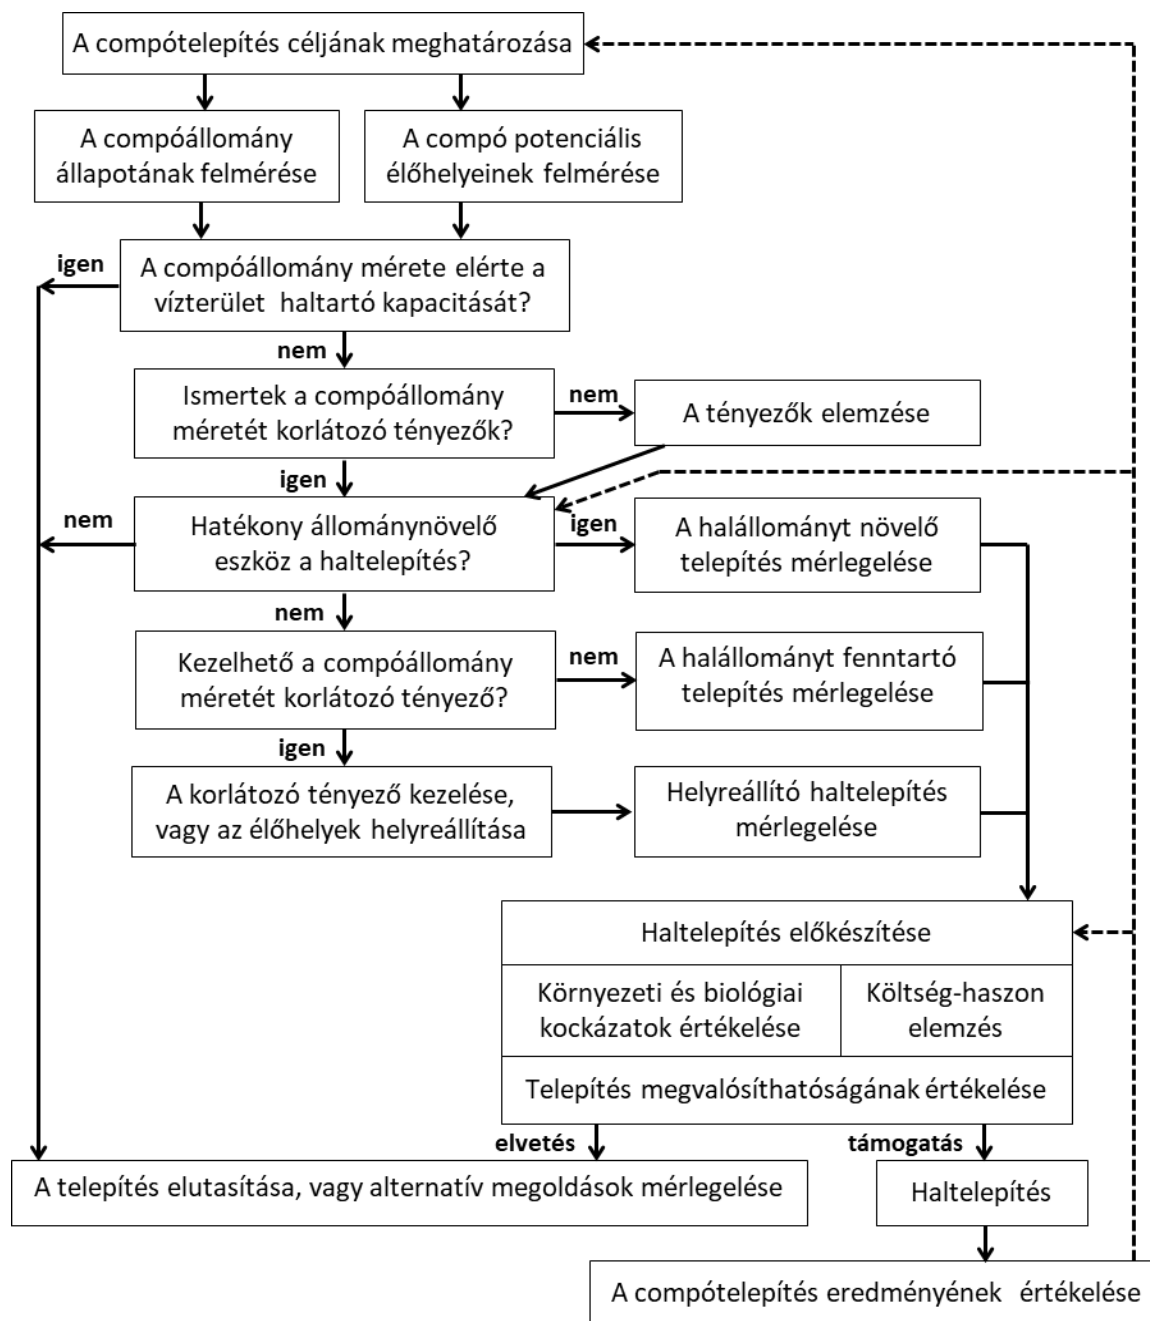 A compótelepítés céljának meghatározása
A compóállomány
állapotának felmérése
A compó potenciális
élőhelyeinek felmérése
igen
A compóállomány mérete elérte a
vízterület haltartó kapacitását?
nem
Ismertek a compóállomány
méretét korlátozó tényezők?
nem
A tényezők elemzése
igen
nem
Hatékony állománynövelő
eszköz a haltelepítés?
igen
A halállományt növelő
telepítés mérlegelése
nem
Kezelhető a compóállomány
méretét korlátozó tényező?
nem
A halállományt fenntartó
telepítés mérlegelése
igen
A korlátozó tényező kezelése,
vagy az élőhelyek helyreállítása
Helyreállító haltelepítés
mérlegelése
Haltelepítés előkészítése
Környezeti és biológiai
kockázatok értékelése
Költség-haszon
elemzés
Telepítés megvalósíthatóságának értékelése
elvetés
támogatás
A telepítés elutasítása, vagy alternatív megoldások mérlegelése
Haltelepítés
A compótelepítés eredményének értékelése